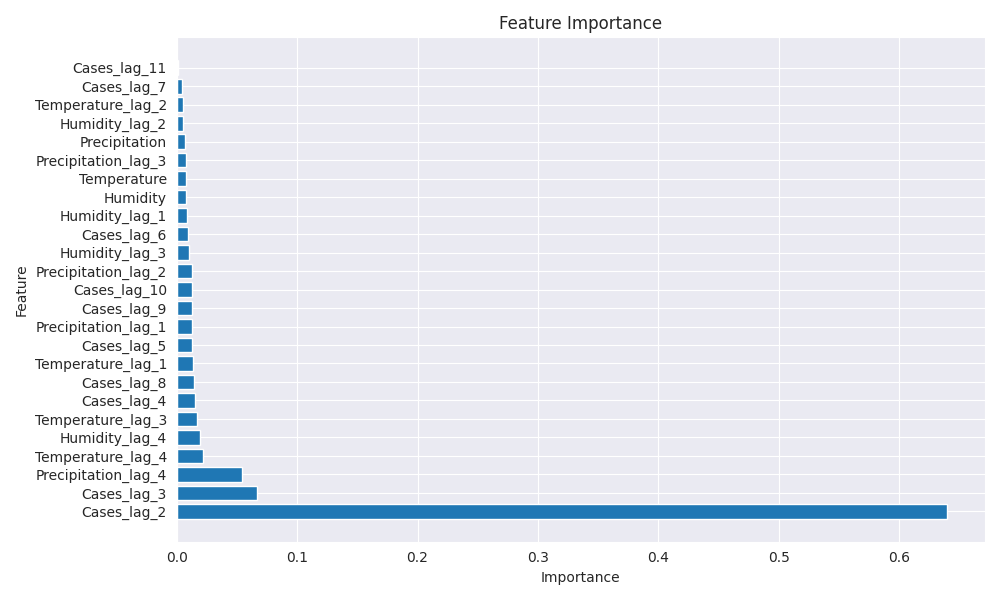 Feature Importance
Cases_lag_11
Cases_lag_7
Temperature_lag_2
Humidity_lag_2
Precipitation
Precipitation_lag_3
Temperature
Humidity
Humidity_lag_1
Cases_lag_6
Humidity_lag_3
Precipitation_lag_2
Cases_lag_10
Cases_lag_9
Precipitation_lag_1
Cases_lag_5
Temperature_lag_1
Cases_lag_8
Cases_lag_4
Temperature_lag_3
Humidity_lag_4
Temperature_lag_4
Precipitation_lag_4
Cases_lag_3
Cases_lag_2
Feature
0.0 0.1 0.2 0.3 0.4 0.5 0.6
Importance